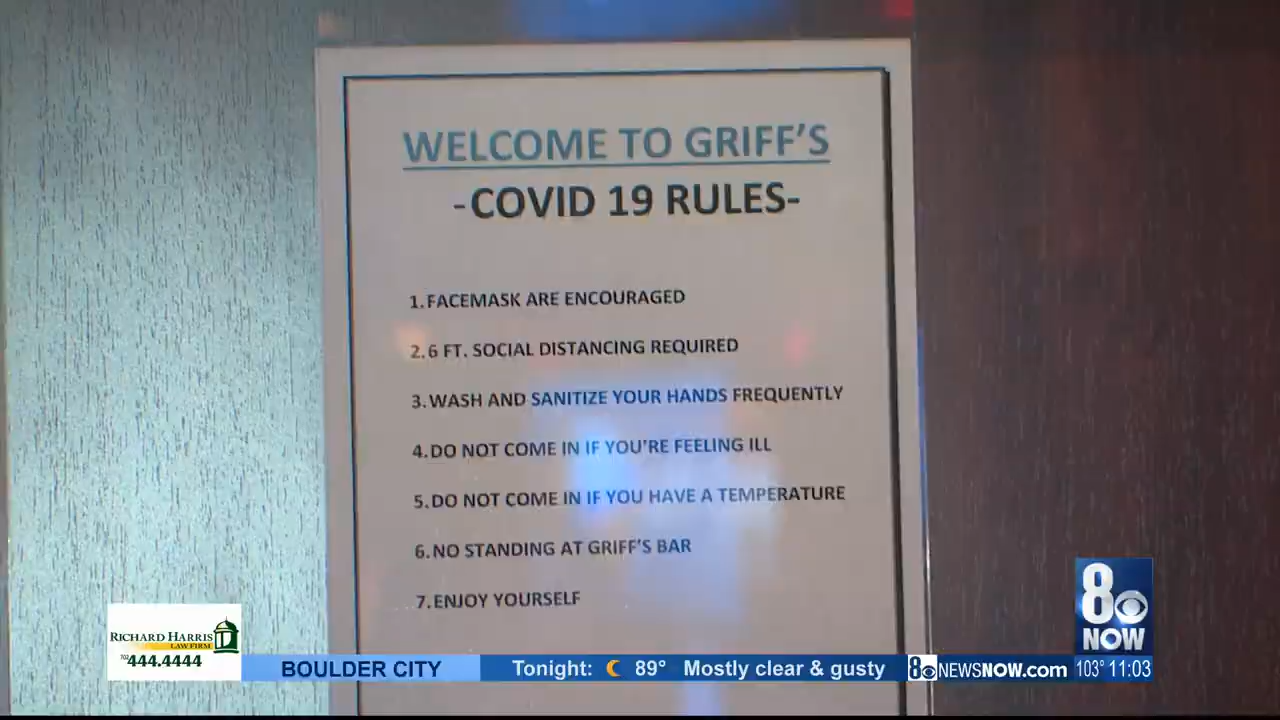 WELCOME TO GRIFF'S
-COVID 19 RULES-
1. FACEMASK ARE ENCOURAGED
2. 6 FT. SOCIAL DISTANCING REQUIRED
3. WASH AND SANITIZE YOUR HANDS FREQUENTLY
4. DO NOT COME IN IF YOU'RE FEELING ILL
5. DO NOT COME IN IF YOU HAVE A TEMPERATURE
6. NO STANDING AT GRIFF'S BAR
7. ENJOY YOURSELF
8
NOW
RICHARD HARRIS
LAW FIRM
702 444.4444
BOULDER CITY
Tonight: 89° Mostly clear & gusty
8 NEWSNOW.com
103° 11:03